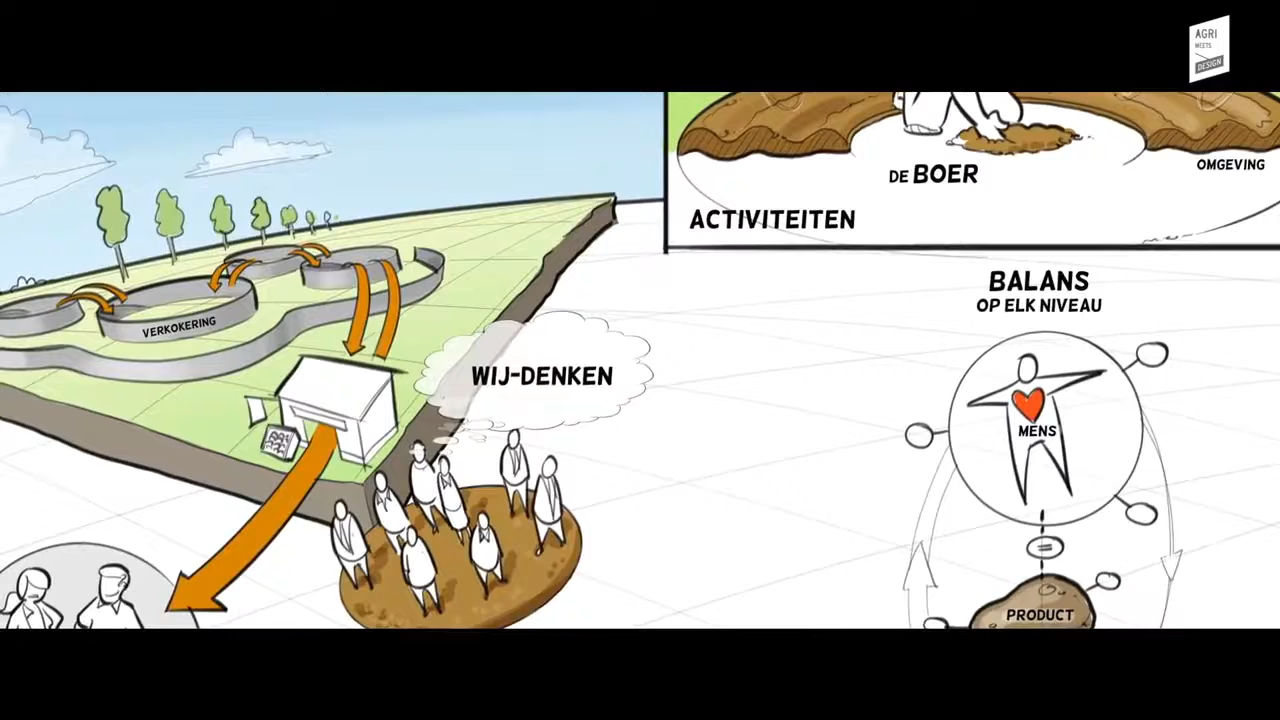 AGRI
MEETS
DESIGN
DE BOER
OMGEVING
ACTIVITEITEN
BALANS
OP ELK NIVEAU
VERKOKERING
WIJ-DENKEN
MENS
=
PRODUCT